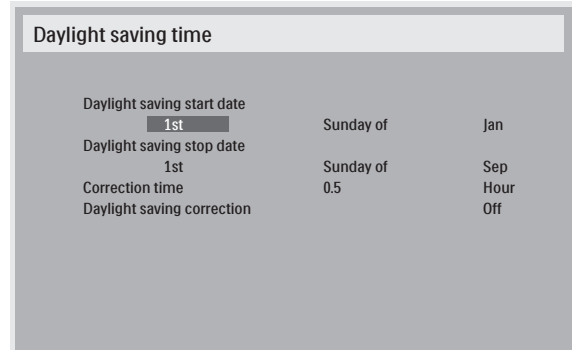 Daylight saving time
Daylight saving start date
1st Sunday of Jan
Daylight saving stop date
1st Sunday of Sep
Correction time 0.5 Hour
Daylight saving correction Off